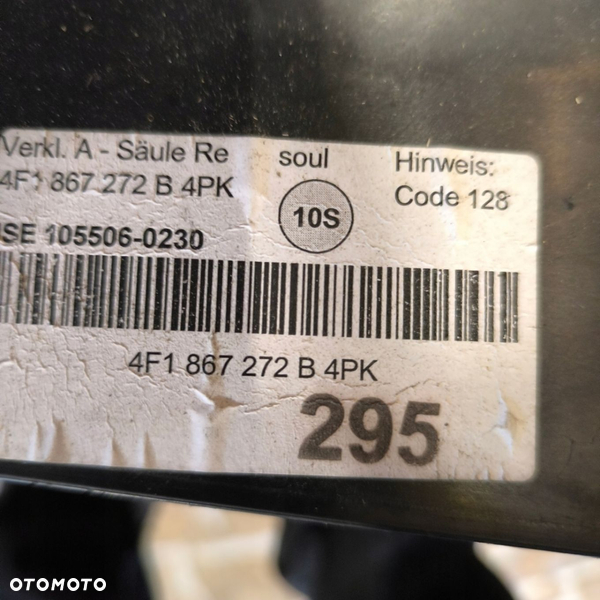 Verkl. A - Säule Re soul Hinweis:
4F1 867 272 B 4PK Code 128
10S
SE 105506-0230
4F1 867 272 B 4PK
295
OTOMOTO